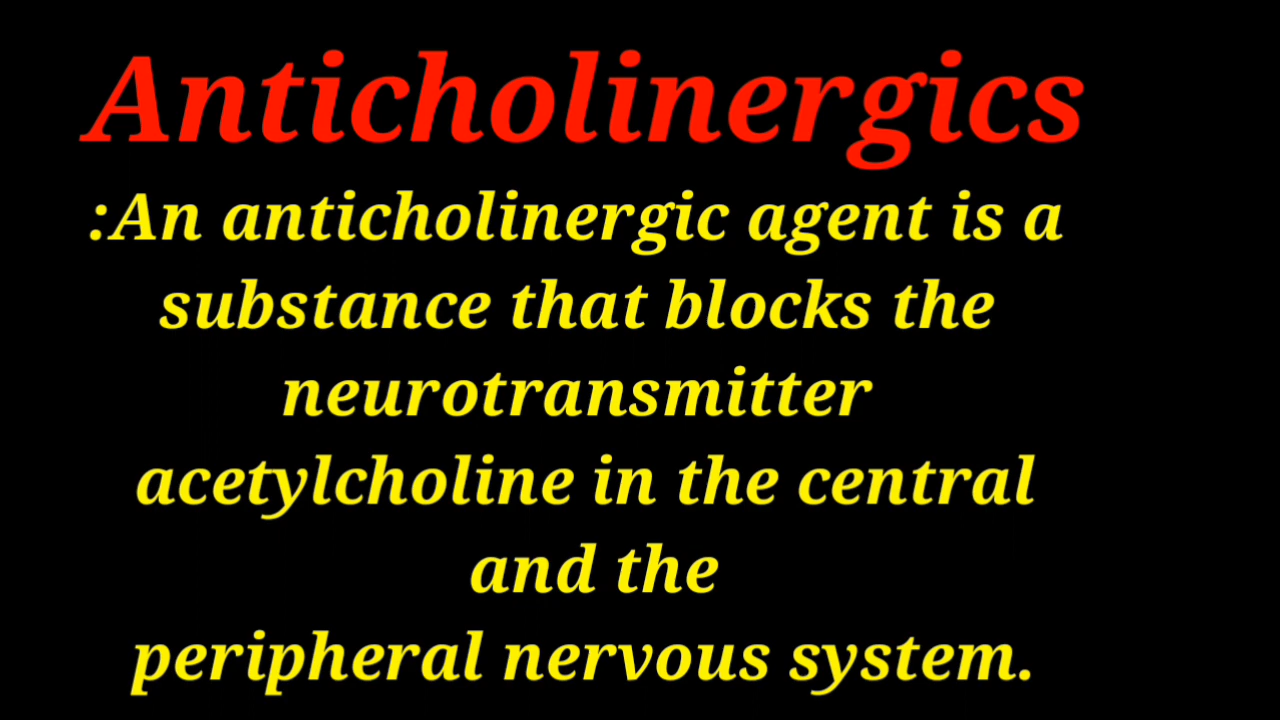 Anticholinergics
:An anticholinergic agent is a
substance that blocks the
neurotransmitter
acetylcholine in the central
and the
peripheral nervous system.